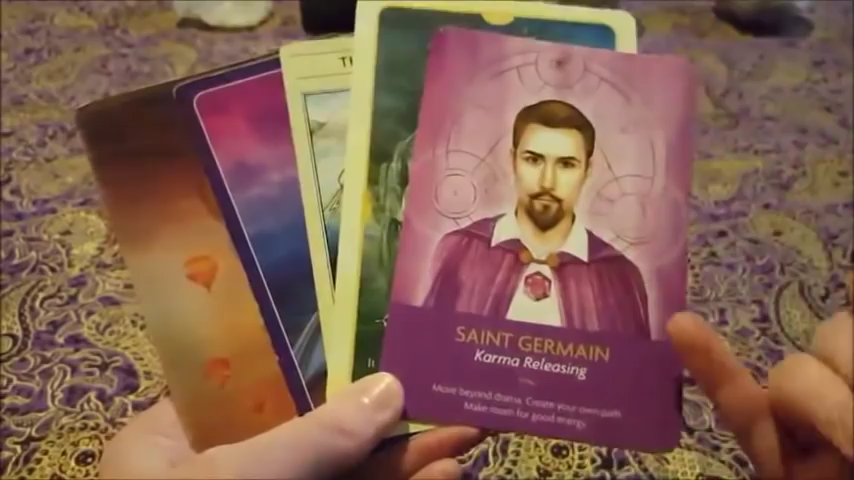 SAINT GERMAIN
Karma Releasing
Move beyond drama. Create your own path
Make room for good energy.